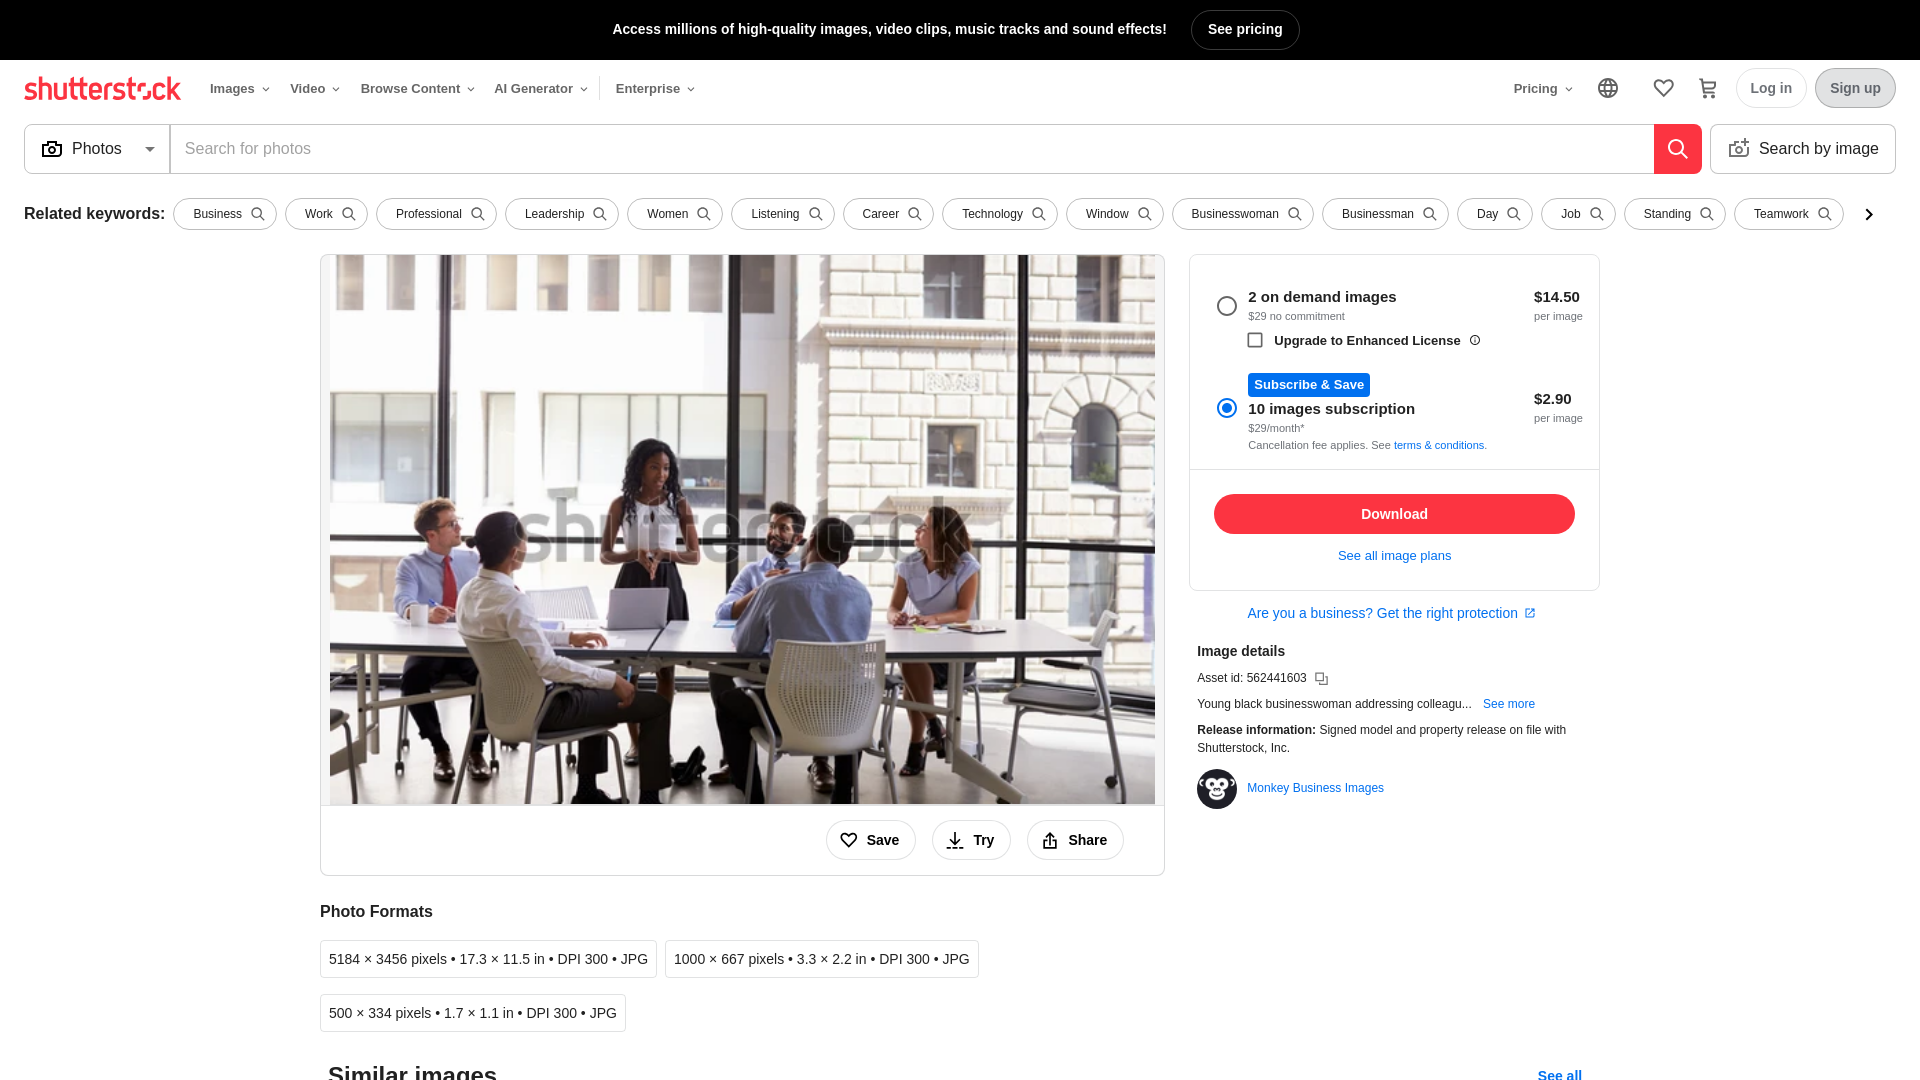 Access millions of high-quality images, video clips, music tracks and sound effects! See pricing
shutterstock Images Video Browse Content AI Generator Enterprise Pricing Log in Sign up
Photos Search for photos Search by image
Related keywords: Business Work Professional Leadership Women Listening Career Technology Window Businesswoman Businessman Day Job Standing Teamwork
shutterstock
2 on demand images $14.50
$29 no commitment per image
Upgrade to Enhanced License
Subscribe & Save
10 images subscription $2.90
$29/month* per image
Cancellation fee applies. See terms & conditions.
Download
See all image plans
Are you a business? Get the right protection
Image details
Asset id: 562441603
Young black businesswoman addressing colleagu... See more
Release information: Signed model and property release on file with
Shutterstock, Inc.
Monkey Business Images
Save Try Share
Photo Formats
5184 × 3456 pixels • 17.3 × 11.5 in • DPI 300 • JPG 1000 × 667 pixels • 3.3 × 2.2 in • DPI 300 • JPG
500 × 334 pixels • 1.7 × 1.1 in • DPI 300 • JPG
Similar images See all